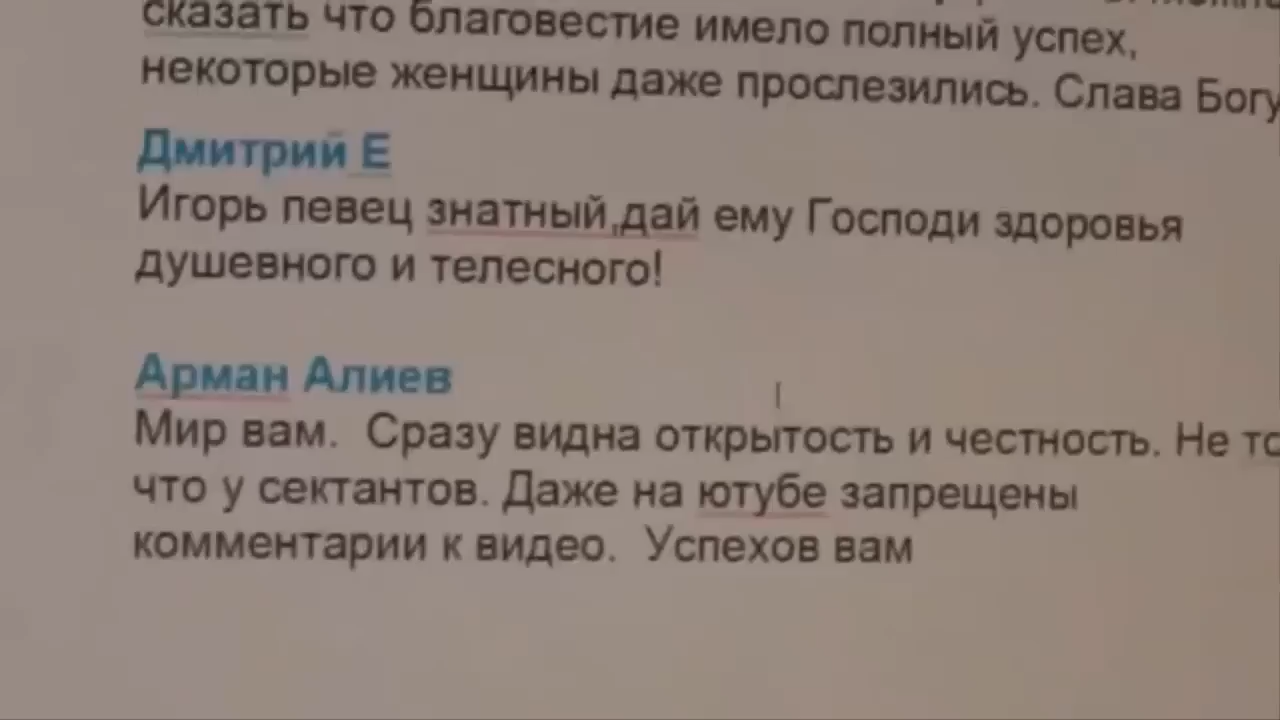 сказать что благовестие имело полный успех,
некоторые женщины даже прослезились. Слава Богу
Дмитрий Е
Игорь певец знатный,дай ему Господи здоровья
душевного и телесного!
Арман Алиев
Мир вам. Сразу видна открытость и честность. Не то
что у сектантов. Даже на ютубе запрещены
комментарии к видео. Успехов вам